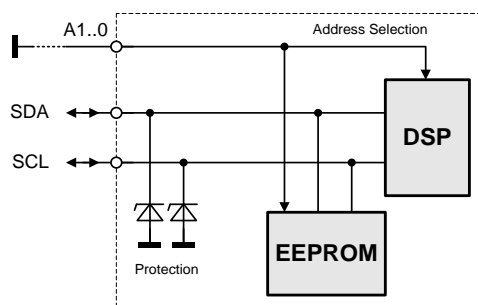 A1..0
Address Selection
SDA
DSP
SCL
EEPROM
Protection